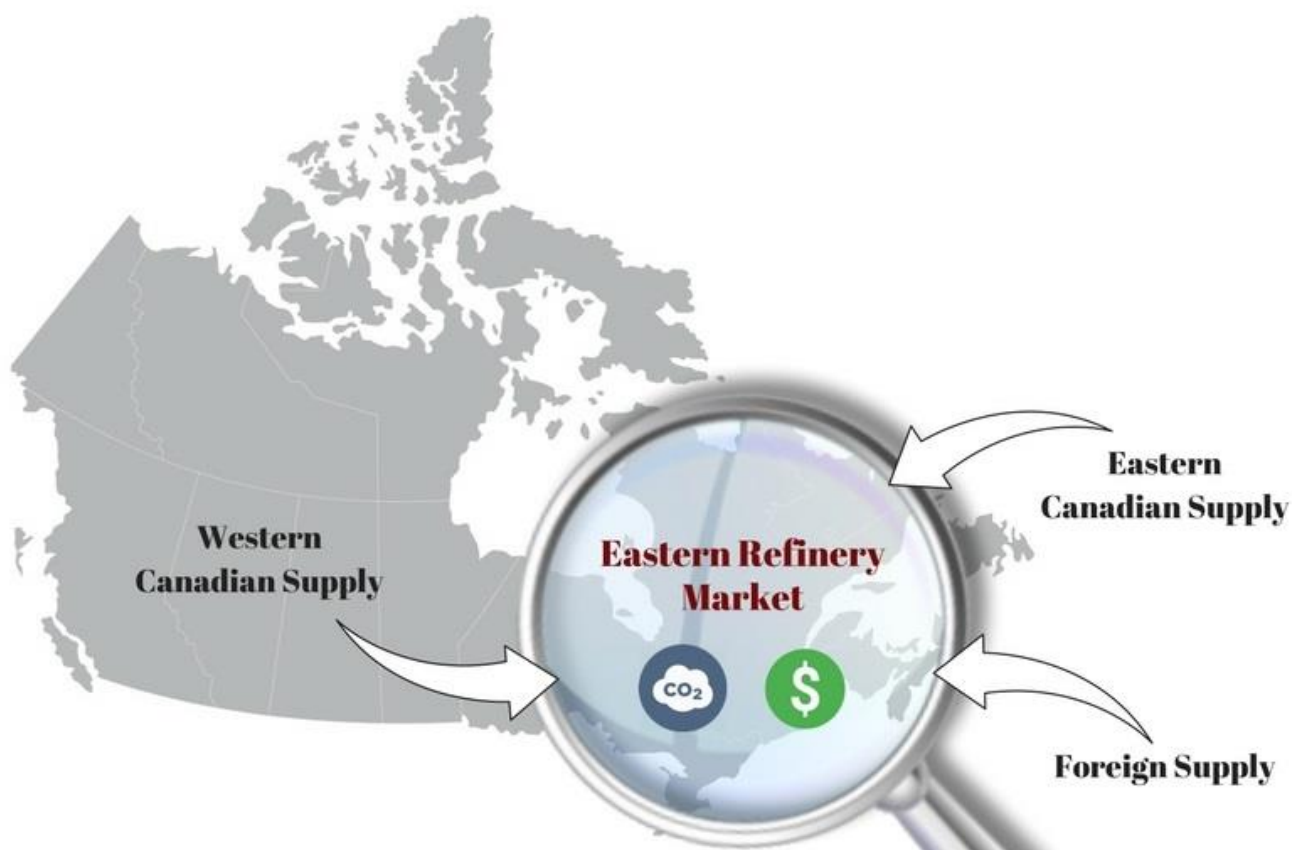 Western
Canadian Supply
Eastern Refinery
Market
CO₂
$
Eastern
Canadian Supply
Foreign Supply